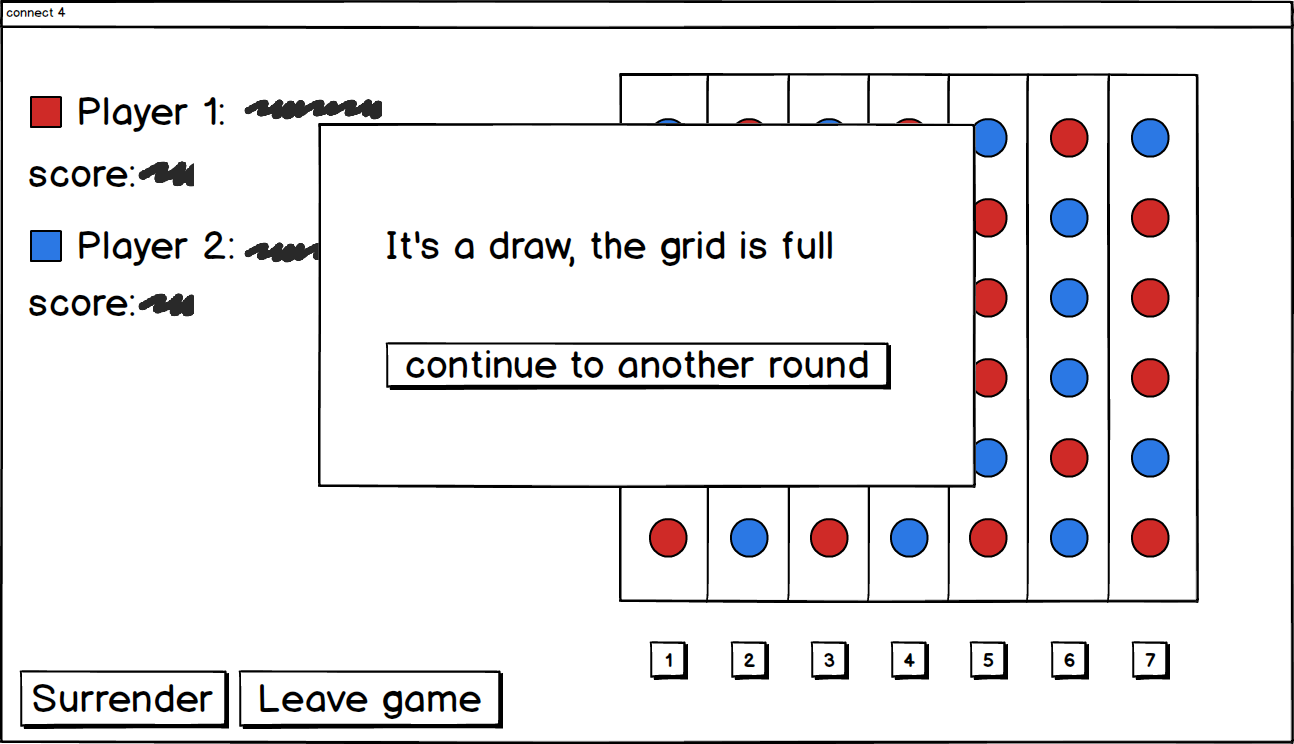 connect 4
Player 1:
score:
Player 2:
score:
It's a draw, the grid is full
continue to another round
1 2 3 4 5 6 7
Surrender
Leave game